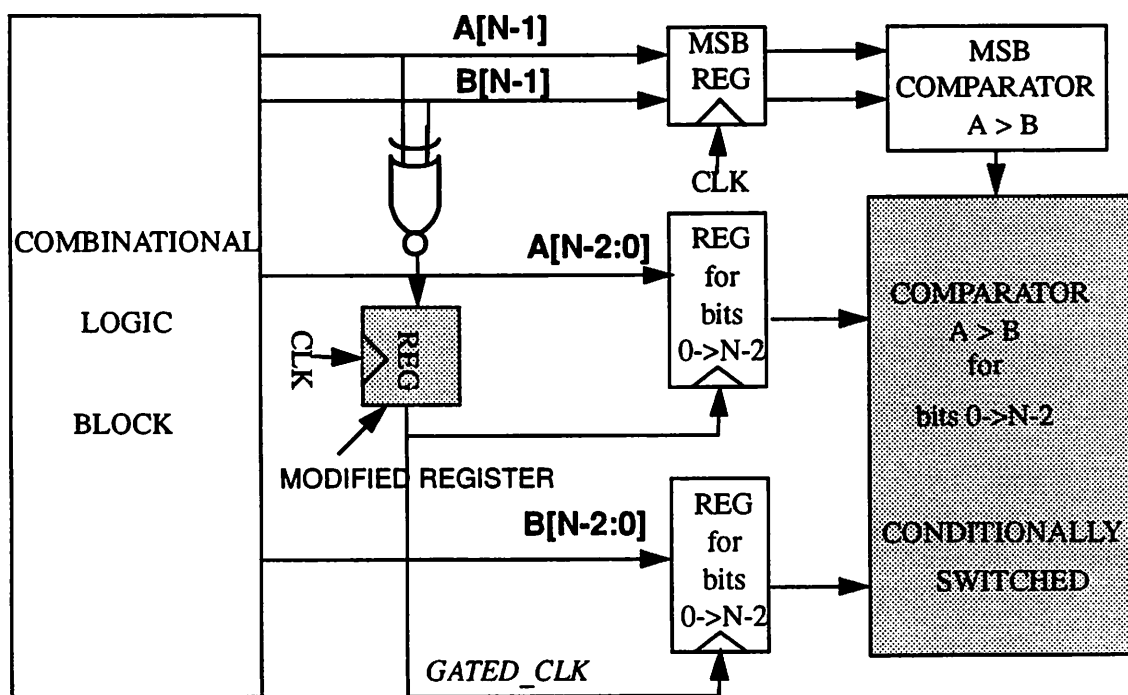 A[N-1]
B[N-1]
MSB
REG
CLK
MSB
COMPARATOR
A > B
COMBINATIONAL
LOGIC
BLOCK
A[N-2:0]
REG
for
bits
0->N-2
CLK
REG
MODIFIED REGISTER
COMPARATOR
A > B
for
bits 0->N-2
CONDITIONALLY
SWITCHED
B[N-2:0]
REG
for
bits
0->N-2
GATED_CLK